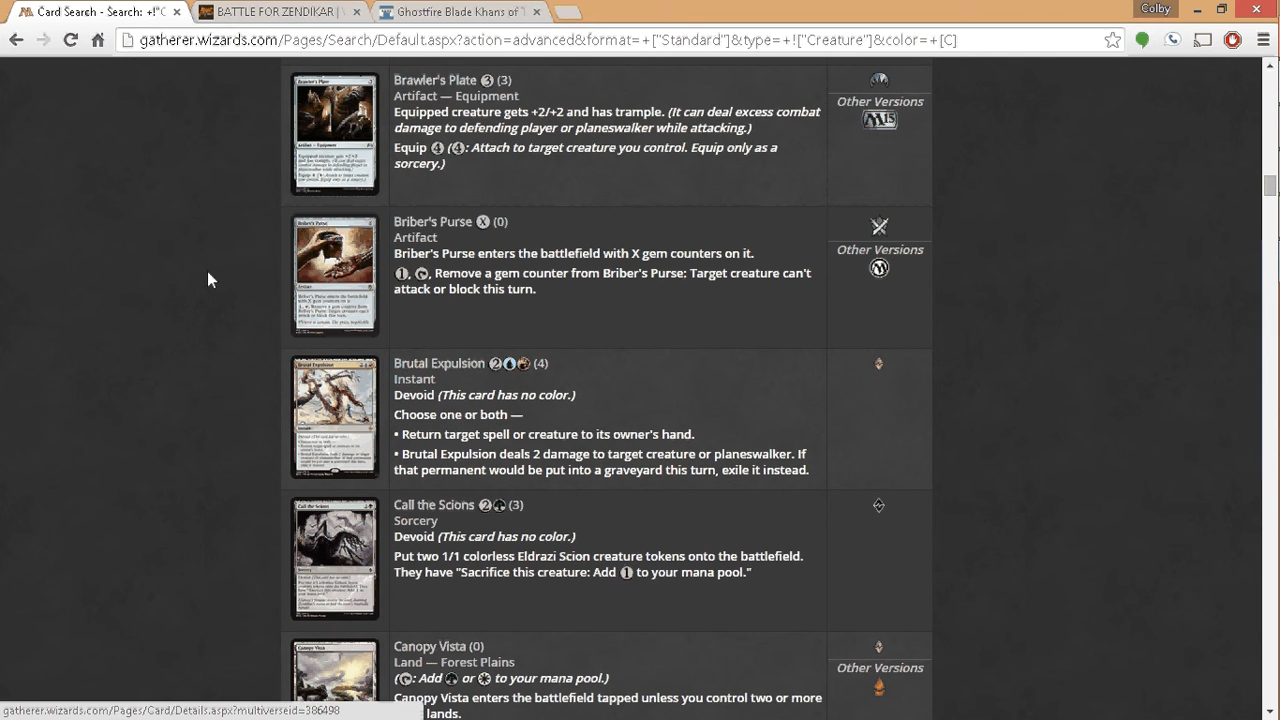 Card Search - Search: +!"C
BATTLE FOR ZENDIKAR |
Ghostfire Blade (Khans of T
Colby
gatherer.wizards.com/Pages/Search/Default.aspx?action=advanced&format=+["Standard"]&type=+!["Creature"]&color=+[C]
Brawler's Plate 3 (3)
Artifact — Equipment
Equipped creature gets +2/+2 and has trample. (It can deal excess combat
damage to defending player or planeswalker while attacking.)
Equip 4 (4: Attach to target creature you control. Equip only as a
sorcery.)
Other Versions
M15
Briber's Purse X (0)
Artifact
Briber's Purse enters the battlefield with X gem counters on it.
1, Remove a gem counter from Briber's Purse: Target creature can't
attack or block this turn.
Other Versions
Brutal Expulsion 2 (4)
Instant
Devoid (This card has no color.)
Choose one or both —
• Return target spell or creature to its owner's hand.
• Brutal Expulsion deals 2 damage to target creature or planeswalker. If
that permanent would be put into a graveyard this turn, exile it instead.
Call the Scions 2 (3)
Sorcery
Devoid (This card has no color.)
Put two 1/1 colorless Eldrazi Scion creature tokens onto the battlefield.
They have "Sacrifice this creature: Add 1 to your mana pool."
Canopy Vista (0)
Land — Forest Plains
(: Add or to your mana pool.)
Canopy Vista enters the battlefield tapped unless you control two or more
lands.
Other Versions
gatherer.wizards.com/Pages/Card/Details.aspx?multiverseid=386498